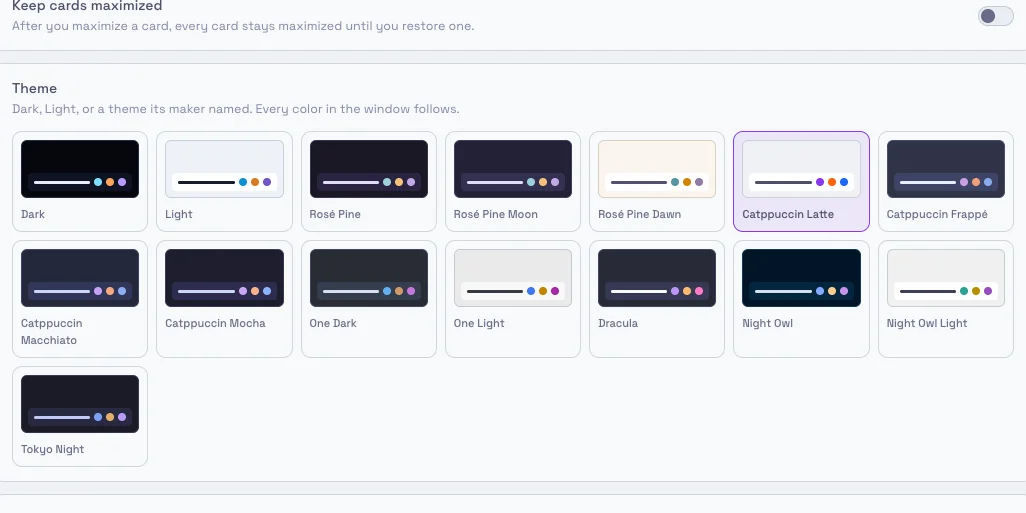 Keep cards maximized
After you maximize a card, every card stays maximized until you restore one.
Theme
Dark, Light, or a theme its maker named. Every color in the window follows.
Dark
Light
Rosé Pine
Rosé Pine Moon
Rosé Pine Dawn
Catppuccin Latte
Catppuccin Frappé
Catppuccin
Macchiato
Catppuccin Mocha
One Dark
One Light
Dracula
Night Owl
Night Owl Light
Tokyo Night